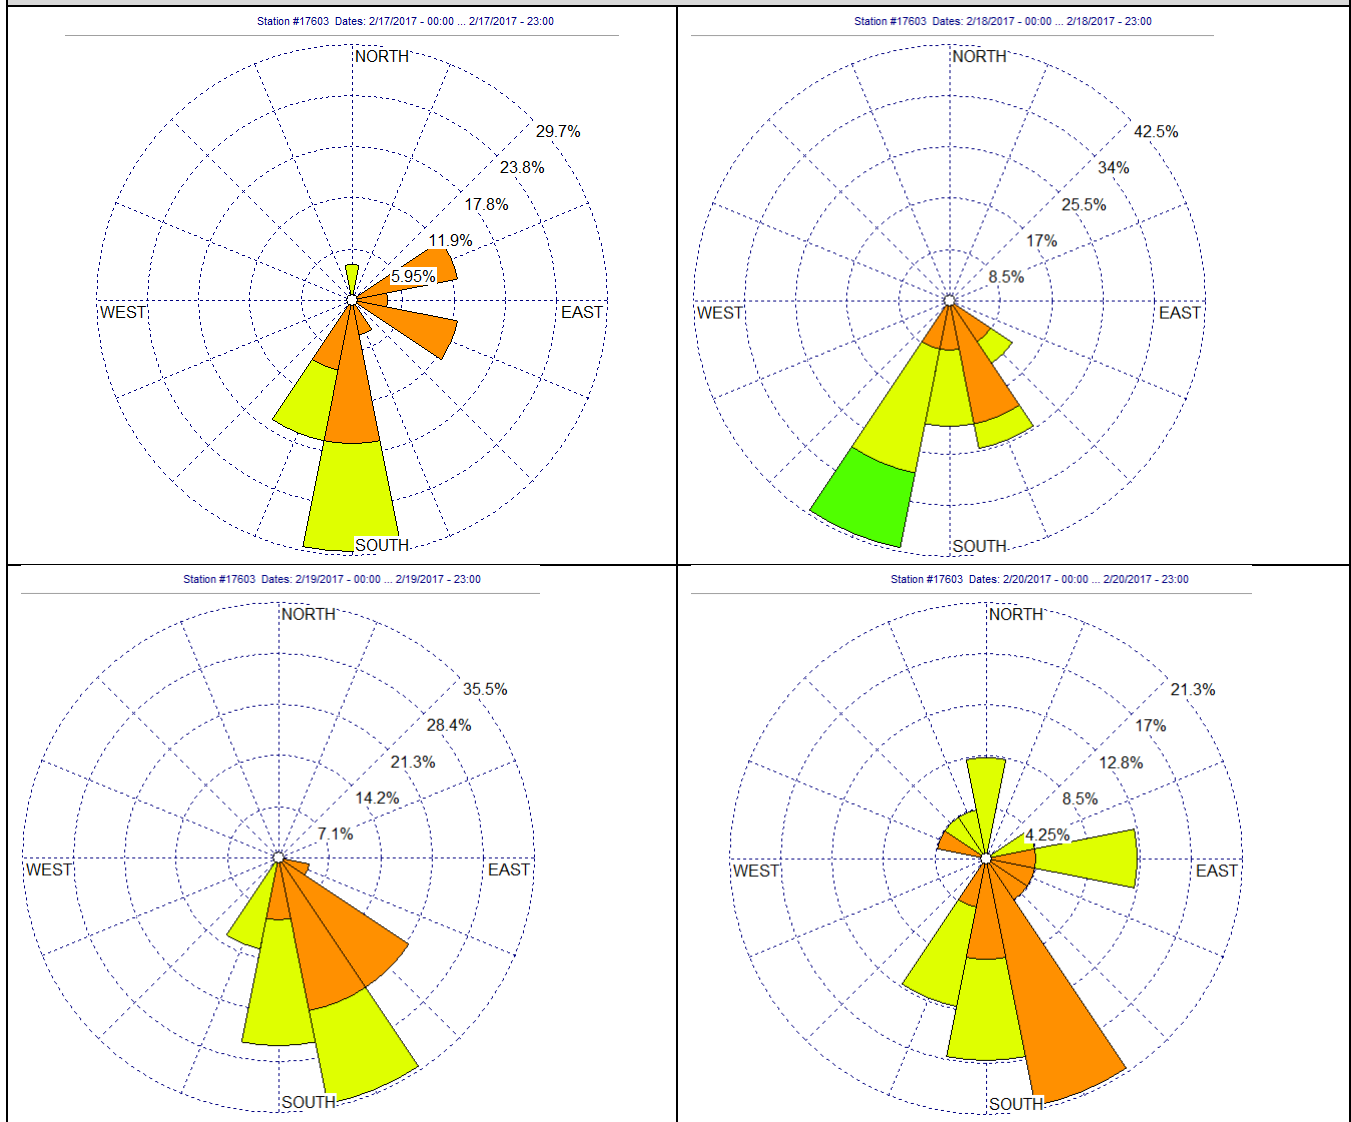 Station #17603 Dates: 2/17/2017 - 00:00 ... 2/17/2017 - 23:00
NORTH
29.7%
23.8%
17.8%
11.9%
5.95%
WEST
EAST
SOUTH
Station #17603 Dates: 2/18/2017 - 00:00 ... 2/18/2017 - 23:00
NORTH
42.5%
34%
25.5%
17%
8.5%
WEST
EAST
SOUTH
Station #17603 Dates: 2/19/2017 - 00:00 ... 2/19/2017 - 23:00
NORTH
35.5%
28.4%
21.3%
14.2%
7.1%
WEST
EAST
SOUTH
Station #17603 Dates: 2/20/2017 - 00:00 ... 2/20/2017 - 23:00
NORTH
21.3%
17%
12.8%
8.5%
4.25%
WEST
EAST
SOUTH